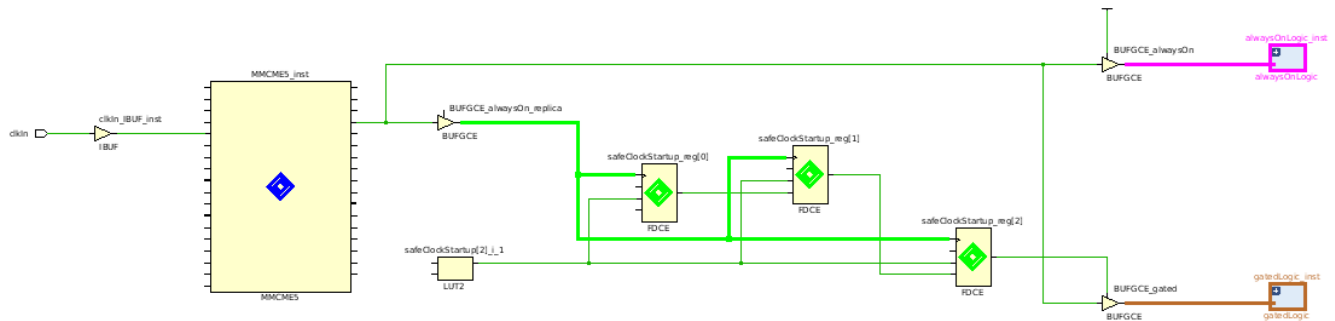 alwaysOnLogic_inst
BUFGCE_alwaysOn
BUFGCE
alwaysOnLogic
MMCME5_inst
clkIn_IBUF_inst
clkIn
IBUF
BUFGCE_alwaysOn_replica
BUFGCE
safeClockStartup_reg[1]
safeClockStartup_reg[0]
FDCE
FDCE
safeClockStartup_reg[2]
safeClockStartup[2]_i_1
LUT2
FDCE
MMCME5
gatedLogic_inst
BUFGCE_gated
BUFGCE
gatedLogic